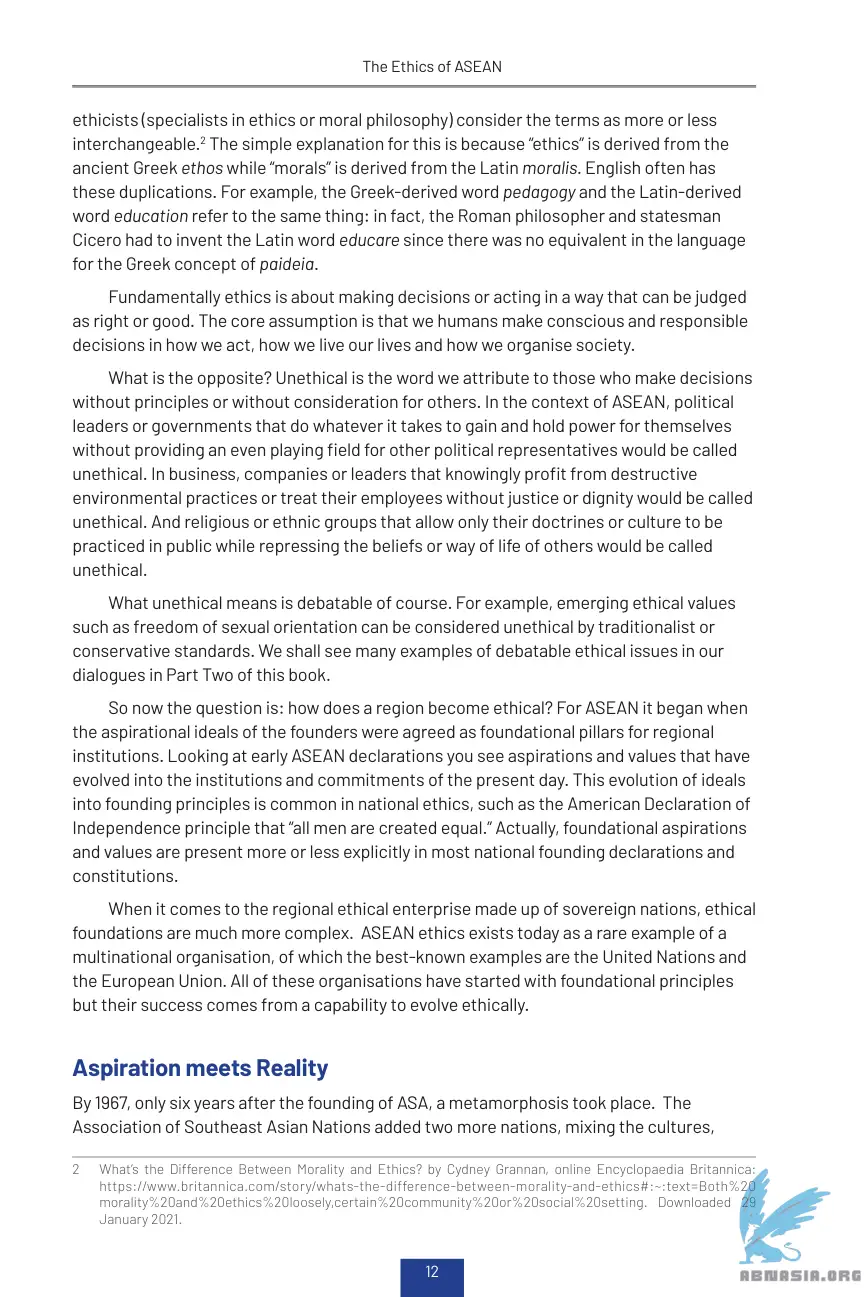 The Ethics of ASEAN
ethicists (specialists in ethics or moral philosophy) consider the terms as more or less
interchangeable.2 The simple explanation for this is because “ethics” is derived from the
ancient Greek ethos while “morals” is derived from the Latin moralis. English often has
these duplications. For example, the Greek-derived word pedagogy and the Latin-derived
word education refer to the same thing: in fact, the Roman philosopher and statesman
Cicero had to invent the Latin word educare since there was no equivalent in the language
for the Greek concept of paideia.
Fundamentally ethics is about making decisions or acting in a way that can be judged
as right or good. The core assumption is that we humans make conscious and responsible
decisions in how we act, how we live our lives and how we organise society.
What is the opposite? Unethical is the word we attribute to those who make decisions
without principles or without consideration for others. In the context of ASEAN, political
leaders or governments that do whatever it takes to gain and hold power for themselves
without providing an even playing field for other political representatives would be called
unethical. In business, companies or leaders that knowingly profit from destructive
environmental practices or treat their employees without justice or dignity would be called
unethical. And religious or ethnic groups that allow only their doctrines or culture to be
practiced in public while repressing the beliefs or way of life of others would be called
unethical.
What unethical means is debatable of course. For example, emerging ethical values
such as freedom of sexual orientation can be considered unethical by traditionalist or
conservative standards. We shall see many examples of debatable ethical issues in our
dialogues in Part Two of this book.
So now the question is: how does a region become ethical? For ASEAN it began when
the aspirational ideals of the founders were agreed as foundational pillars for regional
institutions. Looking at early ASEAN declarations you see aspirations and values that have
evolved into the institutions and commitments of the present day. This evolution of ideals
into founding principles is common in national ethics, such as the American Declaration of
Independence principle that “all men are created equal.” Actually, foundational aspirations
and values are present more or less explicitly in most national founding declarations and
constitutions.
When it comes to the regional ethical enterprise made up of sovereign nations, ethical
foundations are much more complex. ASEAN ethics exists today as a rare example of a
multinational organisation, of which the best-known examples are the United Nations and
the European Union. All of these organisations have started with foundational principles
but their success comes from a capability to evolve ethically.
Aspiration meets Reality
By 1967, only six years after the founding of ASA, a metamorphosis took place. The
Association of Southeast Asian Nations added two more nations, mixing the cultures,
2 What’s the Difference Between Morality and Ethics? by Cydney Grannan, online Encyclopaedia Britannica:
https://www.britannica.com/story/whats-the-difference-between-morality-and-ethics#:~:text=Both%20
morality%20and%20ethics%20loosely,certain%20community%20or%20social%20setting. Downloaded 29
January 2021.
12
ABNASIA.ORG